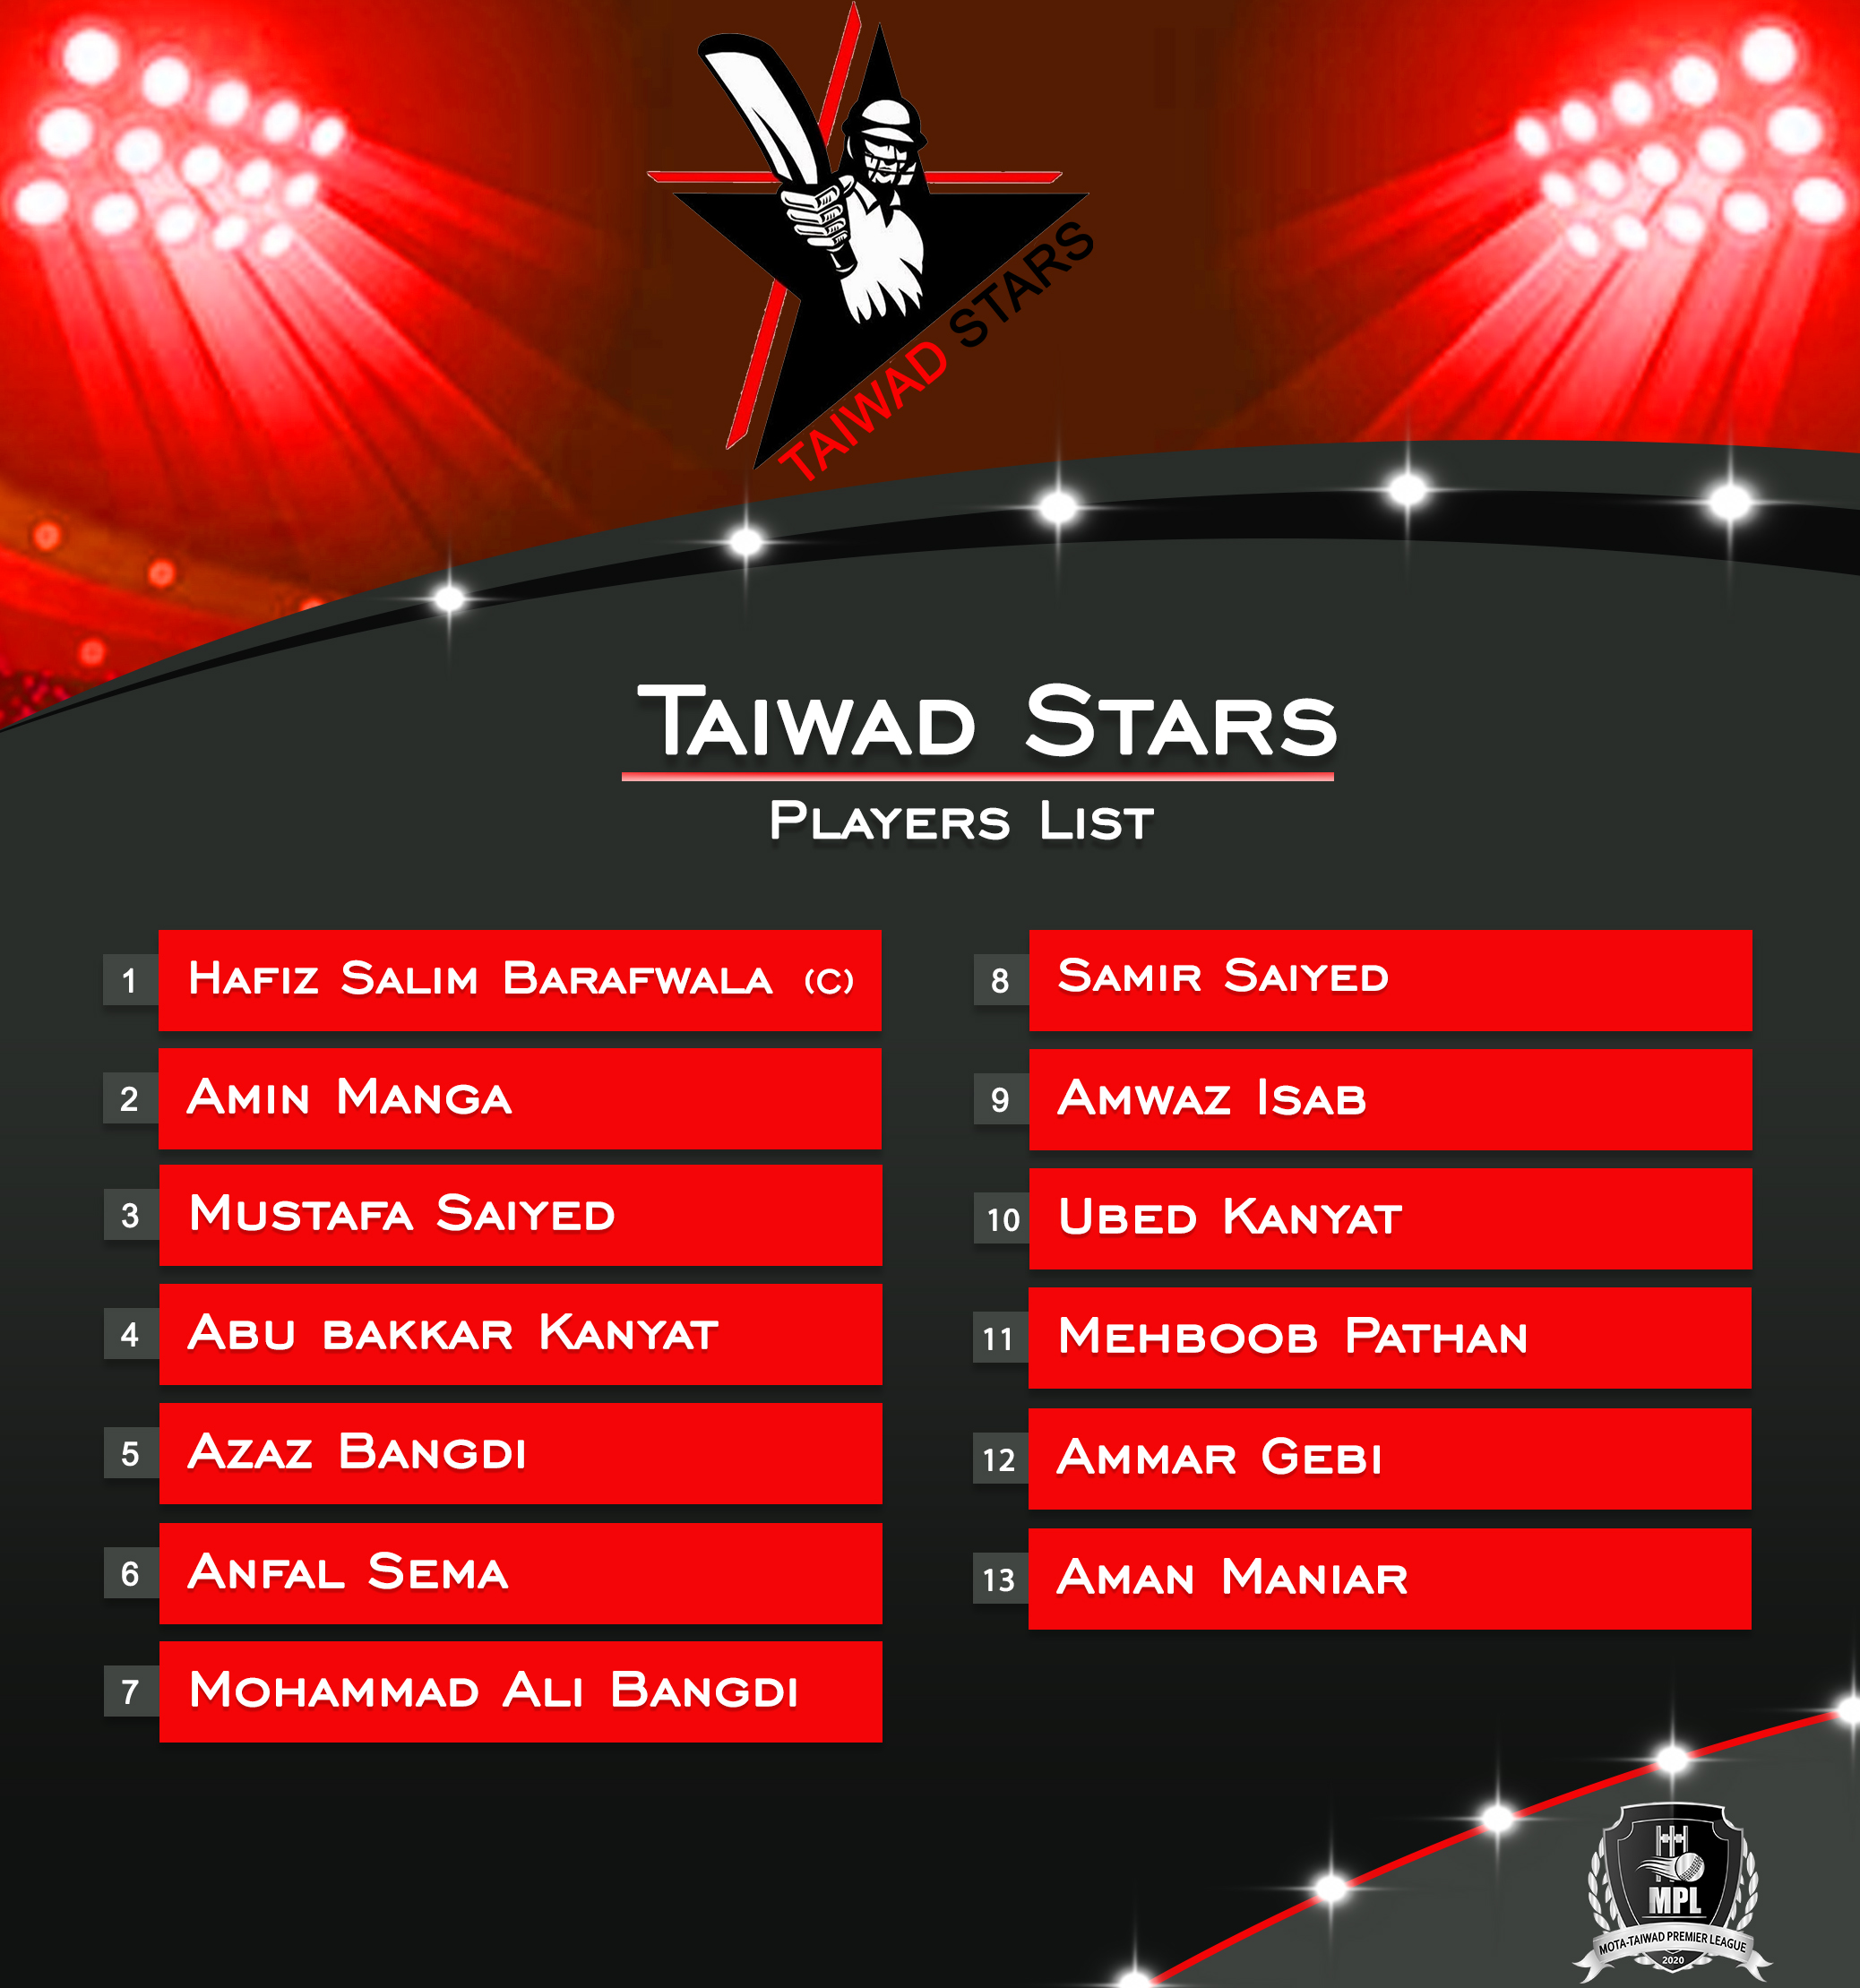 TAIWAD STARS
Taiwad Stars
Players List
1 Hafiz Salim Barafwala (C)
2 Amin Manga
3 Mustafa Saiyed
4 Abu bakkar Kanyat
5 Azaz Bangdi
6 Anfal Sema
7 Mohammad Ali Bangdi
8 Samir Saiyed
9 Amwaz Isab
10 Ubed Kanyat
11 Mehboob Pathan
12 Ammar Gebi
13 Aman Maniar
MPL
MOTA-TAIWAD PREMIER LEAGUE
2020